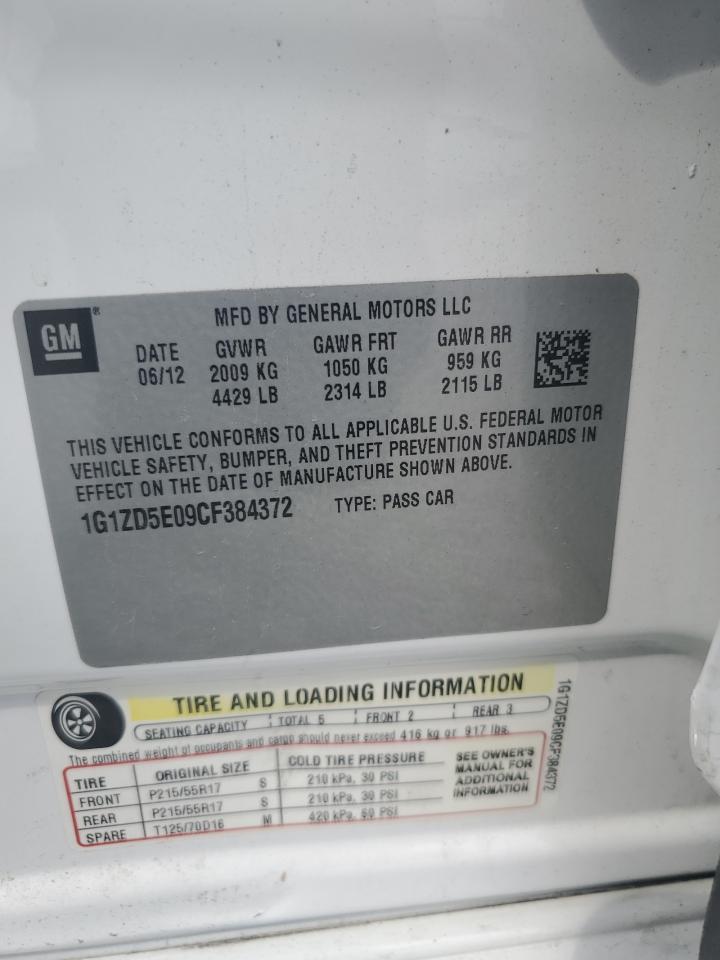 GM®
MFD BY GENERAL MOTORS LLC
DATE GVWR GAWR FRT GAWR RR
06/12 2009 KG 1050 KG 959 KG
4429 LB 2314 LB 2115 LB
THIS VEHICLE CONFORMS TO ALL APPLICABLE U.S. FEDERAL MOTOR
VEHICLE SAFETY, BUMPER, AND THEFT PREVENTION STANDARDS IN
EFFECT ON THE DATE OF MANUFACTURE SHOWN ABOVE.
1G1ZD5E09CF384372 TYPE: PASS CAR
TIRE AND LOADING INFORMATION
SEATING CAPACITY TOTAL 5 FRONT 2 REAR 3
The combined weight of occupants and cargo should never exceed 416 kg or 917 lbs.
TIRE ORIGINAL SIZE COLD TIRE PRESSURE
FRONT P215/55R17 S 210 kPa, 30 PSI
REAR P215/55R17 S 210 kPa, 30 PSI
SPARE T125/70D16 M 420 kPa, 60 PSI
SEE OWNER'S
MANUAL FOR
ADDITIONAL
INFORMATION
1G1ZD5E09CF384372